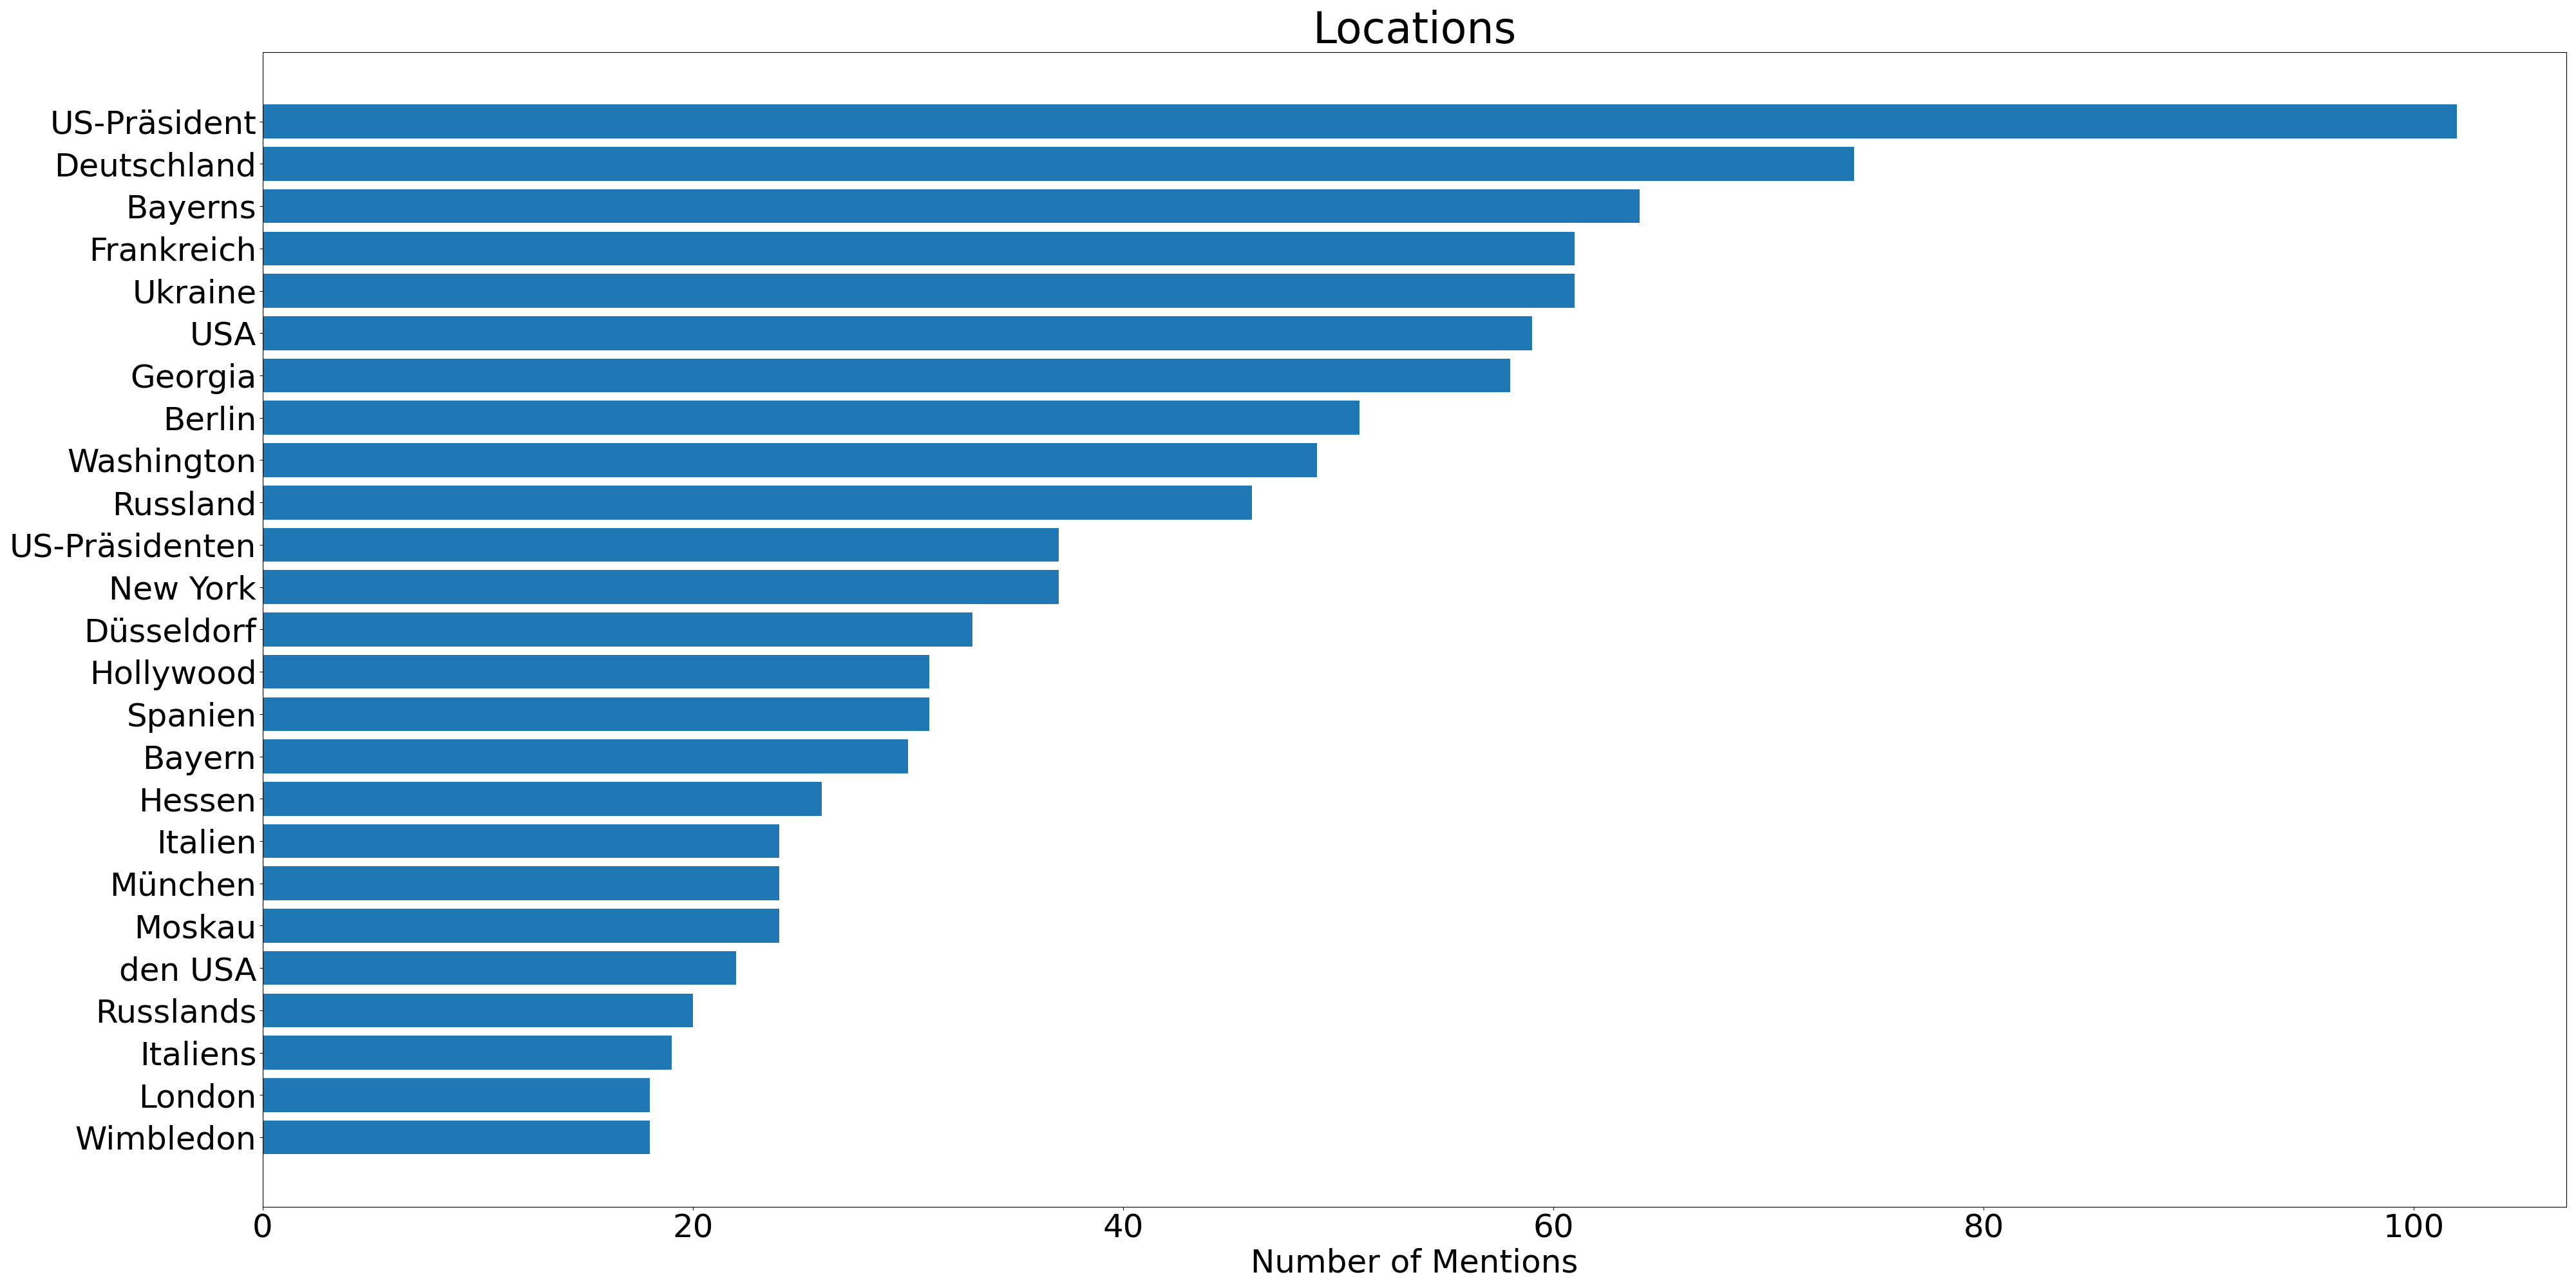 Locations
US-Präsident
Deutschland
Bayerns
Frankreich
Ukraine
USA
Georgia
Berlin
Washington
Russland
US-Präsidenten
New York
Düsseldorf
Hollywood
Spanien
Bayern
Hessen
Italien
München
Moskau
den USA
Russlands
Italiens
London
Wimbledon
0 20 40 60 80 100
Number of Mentions